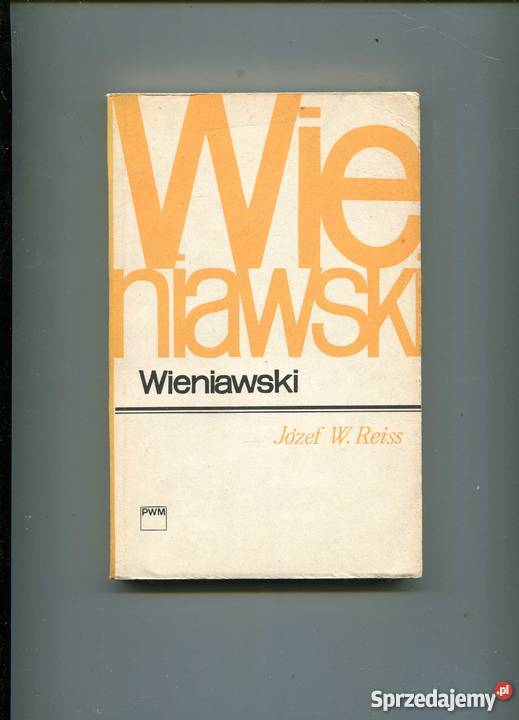 Wie
niawski
Wieniawski
Józef W. Reiss
PWM
Sprzedajemy.pl